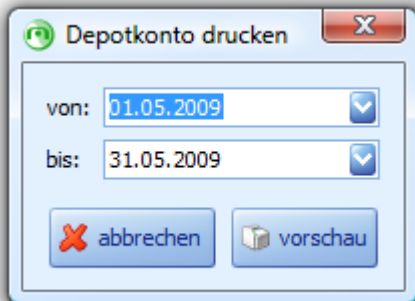 Depotkonto drucken
von: 01.05.2009
bis: 31.05.2009
abbrechen vorschau